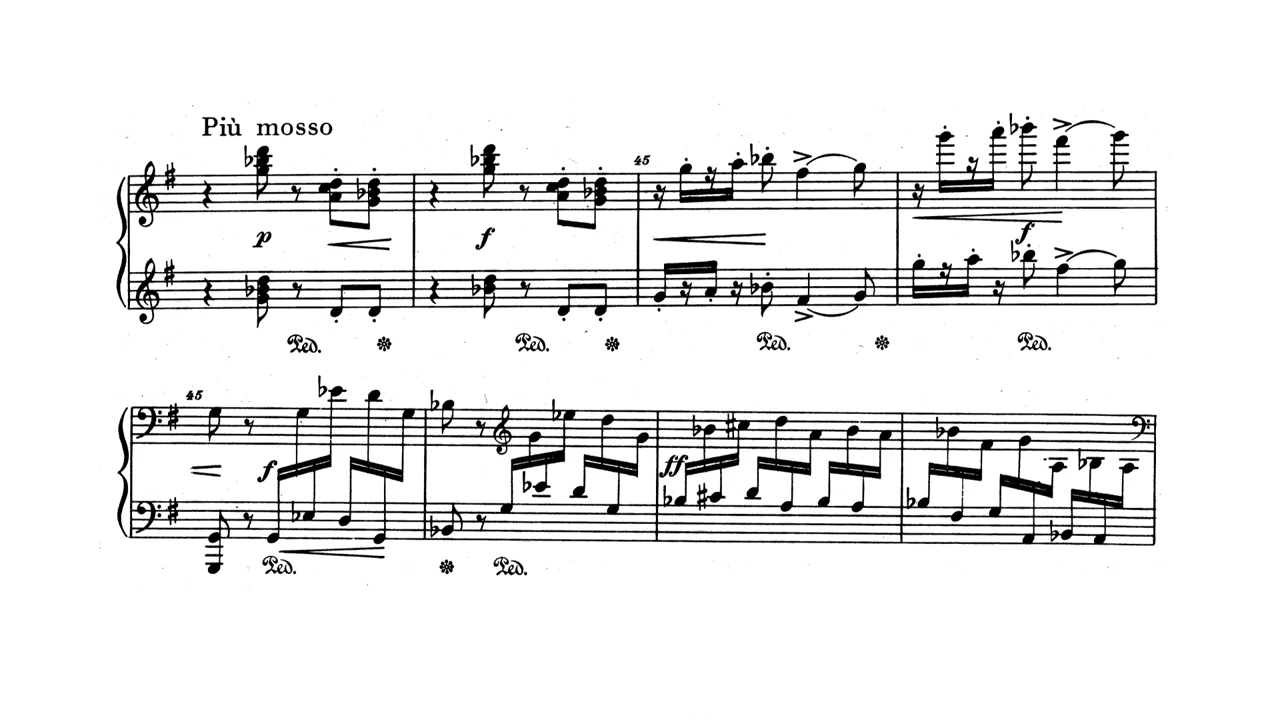 Più mosso
45
p f f
Ped. Ped. Ped. Ped.
45
f ff
Ped. Ped.